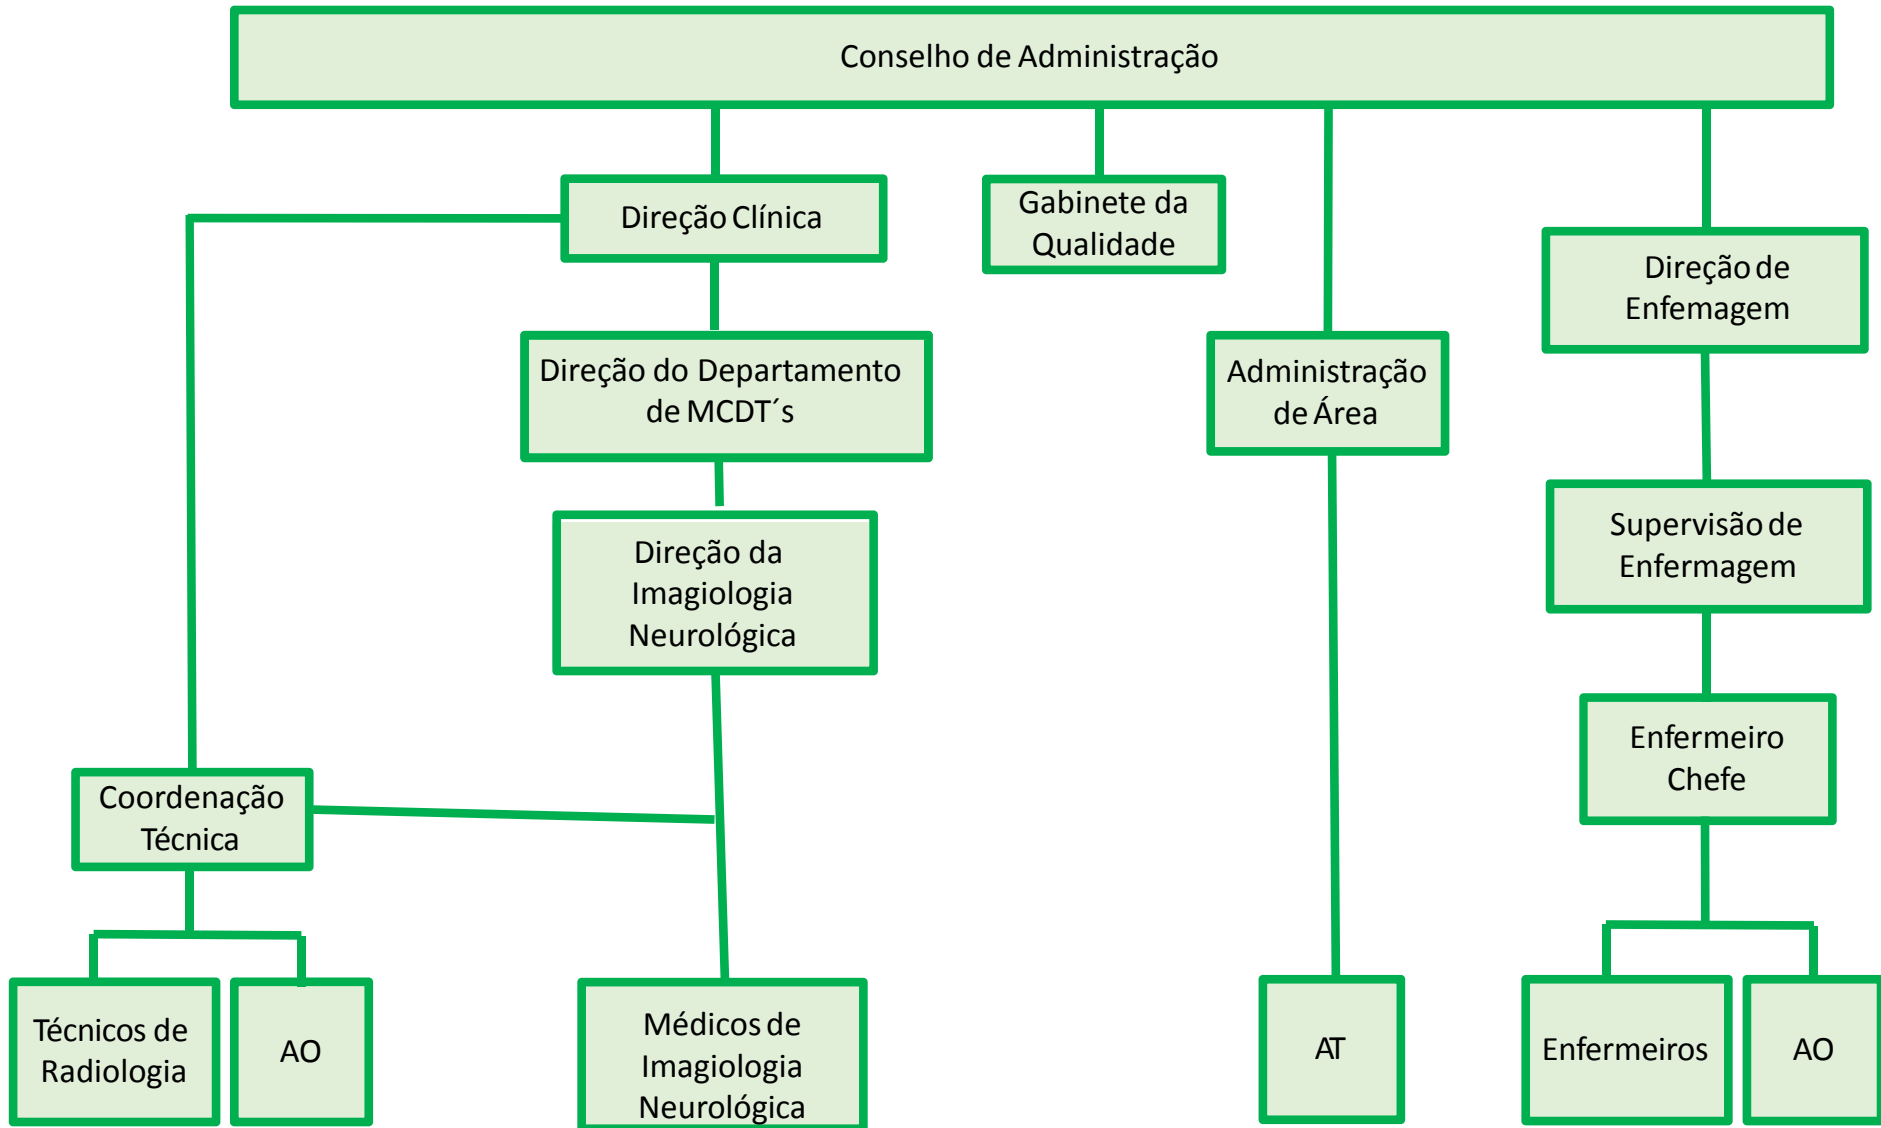 Conselho de Administração
Direção Clínica
Gabinete da
Qualidade
Direção de
Enfemagem
Direção do Departamento
de MCDT´s
Administração
de Área
Supervisão de
Enfermagem
Direção da
Imagiologia
Neurológica
Enfermeiro
Chefe
Coordenação
Técnica
Técnicos de
Radiologia
AO
Médicos de
Imagiologia
Neurológica
AT
Enfermeiros
AO